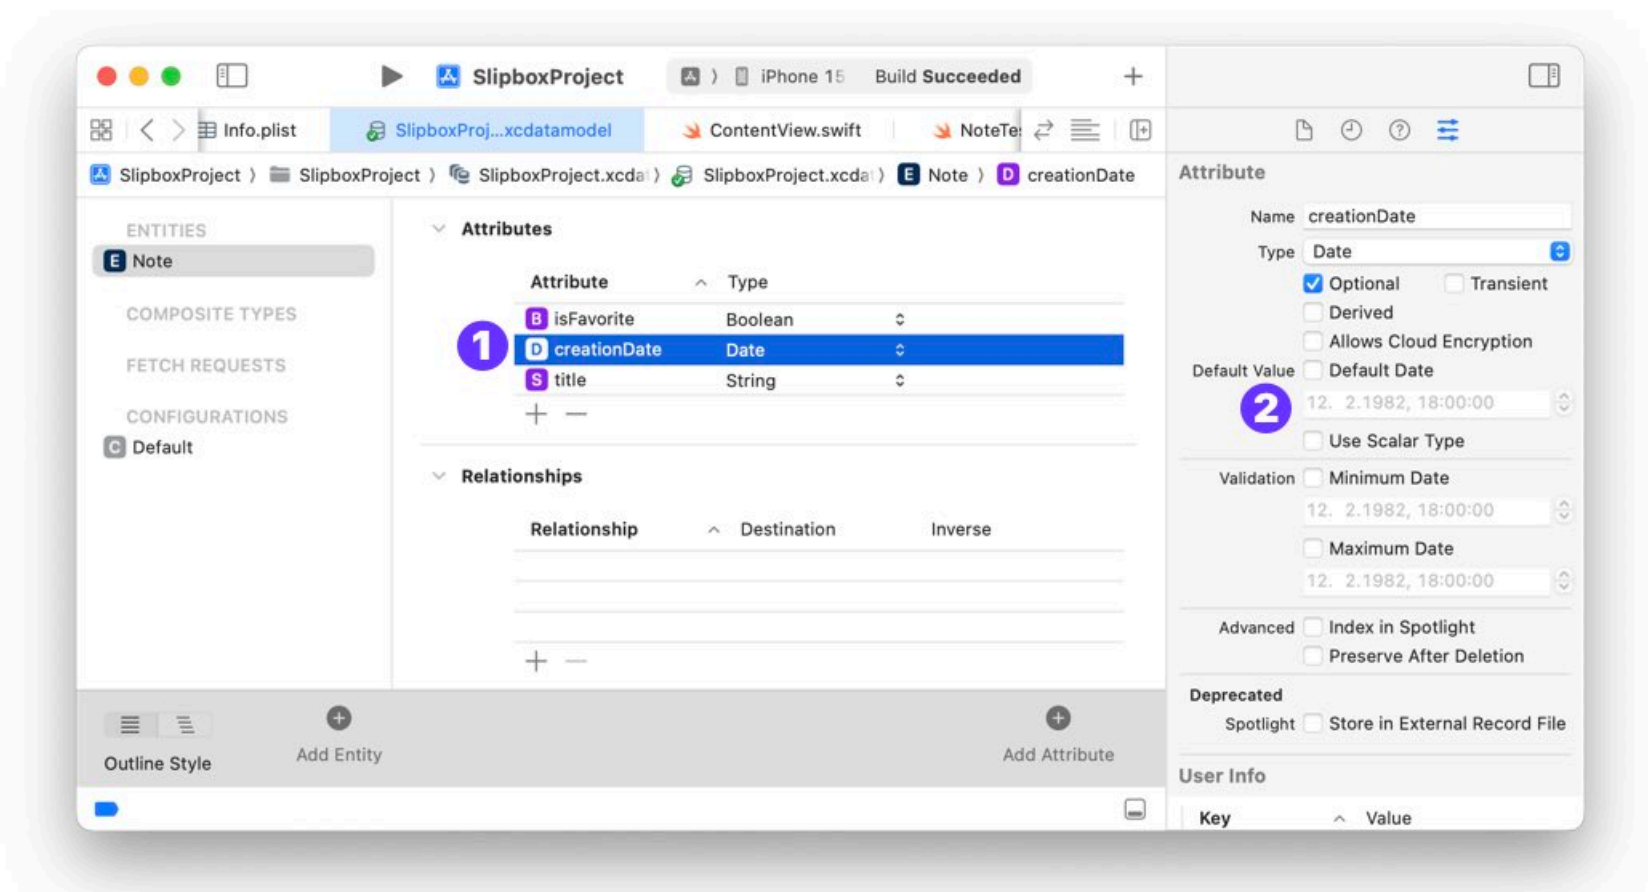 SlipboxProject
iPhone 15
Build Succeeded
Info.plist
SlipboxProj...xcdatamodel
ContentView.swift
NoteTe
SlipboxProject
SlipboxProject
SlipboxProject.xcda
SlipboxProject.xcda
E Note
D creationDate
ENTITIES
E Note
COMPOSITE TYPES
FETCH REQUESTS
CONFIGURATIONS
C Default
Attributes
Attribute Type
B isFavorite Boolean
1
D creationDate Date
S title String
Relationships
Relationship Destination Inverse
Outline Style
Add Entity
Add Attribute
Attribute
Name creationDate
Type Date
Optional Transient
Derived
Allows Cloud Encryption
Default Value Default Date
2
12. 2.1982, 18:00:00
Use Scalar Type
Validation Minimum Date
12. 2.1982, 18:00:00
Maximum Date
12. 2.1982, 18:00:00
Advanced Index in Spotlight
Preserve After Deletion
Deprecated
Spotlight Store in External Record File
User Info
Key Value